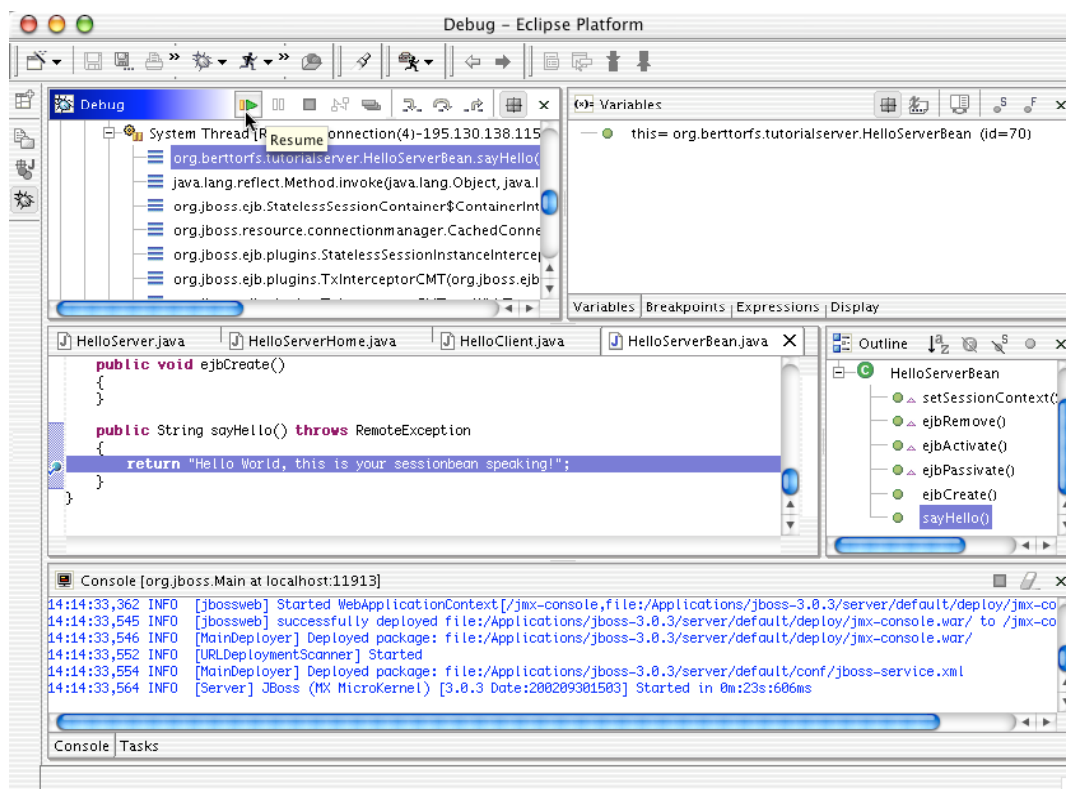 Debug – Eclipse Platform
Debug
Resume
System Thread [R onnection(4)-195.130.138.115
org.berttorfs.tutorialserver.HelloServerBean.sayHello(
java.lang.reflect.Method.invoke(java.lang.Object, java.l
org.jboss.ejb.StatelessSessionContainer$ContainerInt
org.jboss.resource.connectionmanager.CachedConne
org.jboss.ejb.plugins.StatelessSessionInstanceIntercep
org.jboss.ejb.plugins.TxInterceptorCMT(org.jboss.ejb
Variables
this= org.berttorfs.tutorialserver.HelloServerBean (id=70)
Variables Breakpoints Expressions Display
HelloServer.java HelloServerHome.java HelloClient.java HelloServerBean.java
public void ejbCreate()
{
}
public String sayHello() throws RemoteException
{
return "Hello World, this is your sessionbean speaking!";
}
}
Outline
HelloServerBean
setSessionContext(
ejbRemove()
ejbActivate()
ejbPassivate()
ejbCreate()
sayHello()
Console [org.jboss.Main at localhost:11913]
14:14:33,362 INFO [jbossweb] Started WebApplicationContext[/jmx-console,file:/Applications/jboss-3.0.3/server/default/deploy/jmx-co
14:14:33,545 INFO [jbossweb] successfully deployed file:/Applications/jboss-3.0.3/server/default/deploy/jmx-console.war/ to /jmx-co
14:14:33,546 INFO [MainDeployer] Deployed package: file:/Applications/jboss-3.0.3/server/default/deploy/jmx-console.war/
14:14:33,552 INFO [URLDeploymentScanner] Started
14:14:33,554 INFO [MainDeployer] Deployed package: file:/Applications/jboss-3.0.3/server/default/conf/jboss-service.xml
14:14:33,564 INFO [Server] JBoss (MX MicroKernel) [3.0.3 Date:200209301503] Started in 0m:23s:606ms
Console Tasks